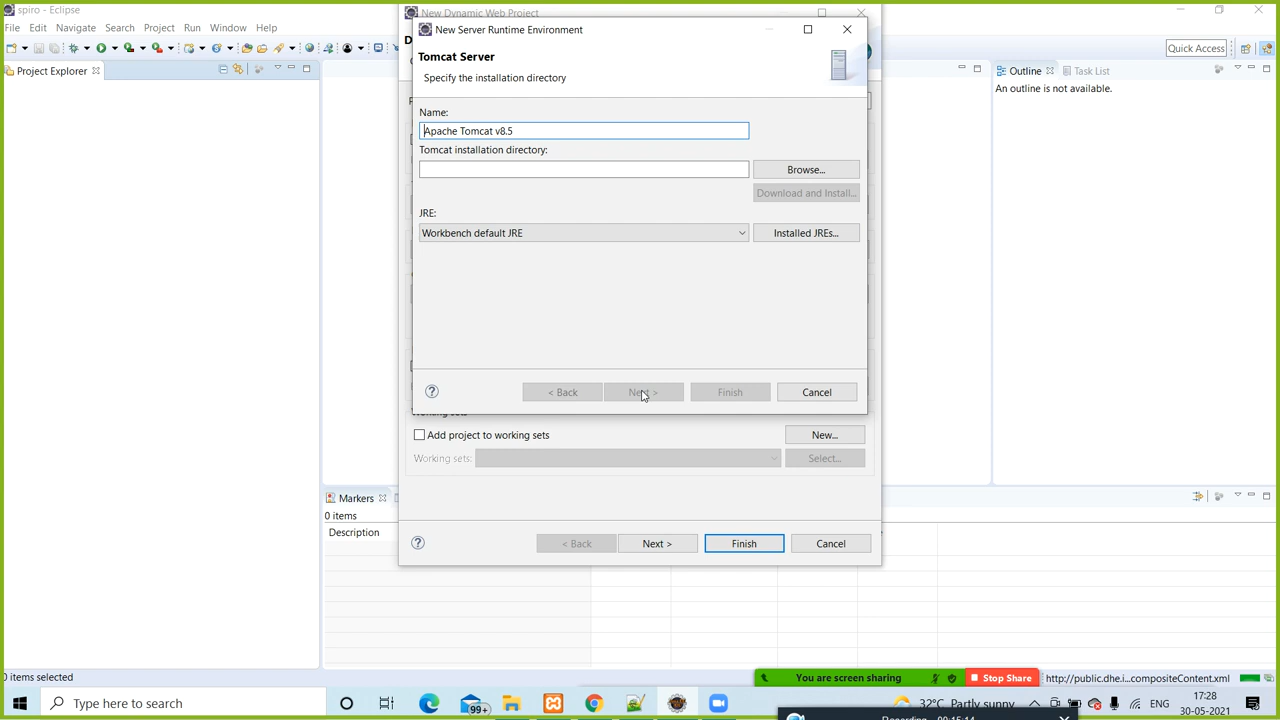 spiro - Eclipse
New Dynamic Web Project
File Edit Navigate Search Project Run Window Help
New Server Runtime Environment
Quick Access
Project Explorer
Tomcat Server
Specify the installation directory
Outline
Task List
An outline is not available.
Name:
Apache Tomcat v8.5
Tomcat installation directory:
Browse...
Download and Install...
JRE:
Workbench default JRE
Installed JREs...
< Back
Next >
Finish
Cancel
Working sets
Add project to working sets
New...
Working sets:
Select...
Markers
0 items
Description
< Back
Next >
Finish
Cancel
0 items selected
You are screen sharing
Stop Share
http://public.dhe.i...compositeContent.xml
Type here to search
99+
32°C Partly sunny
ENG
17:28
30-05-2021
Recording